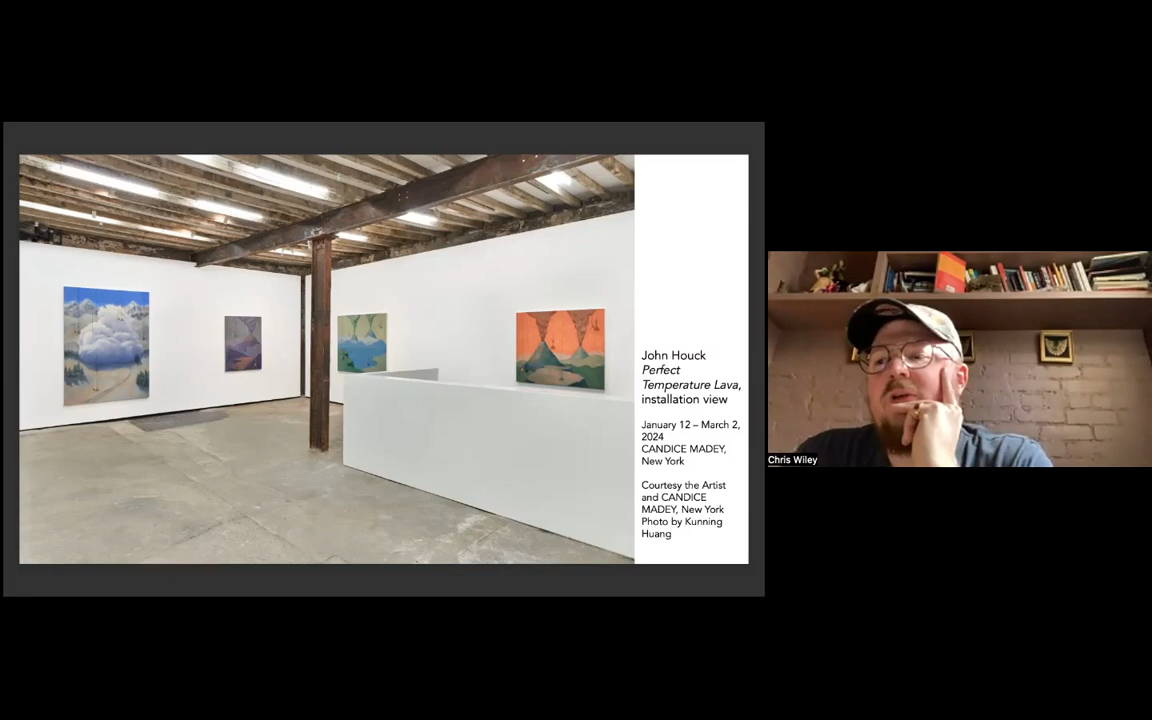 John Houck
Perfect
Temperature Lava,
installation view
January 12 – March 2,
2024
CANDICE MADEY,
New York
Courtesy the Artist
and CANDICE
MADEY, New York
Photo by Kunning
Huang
Chris Wiley